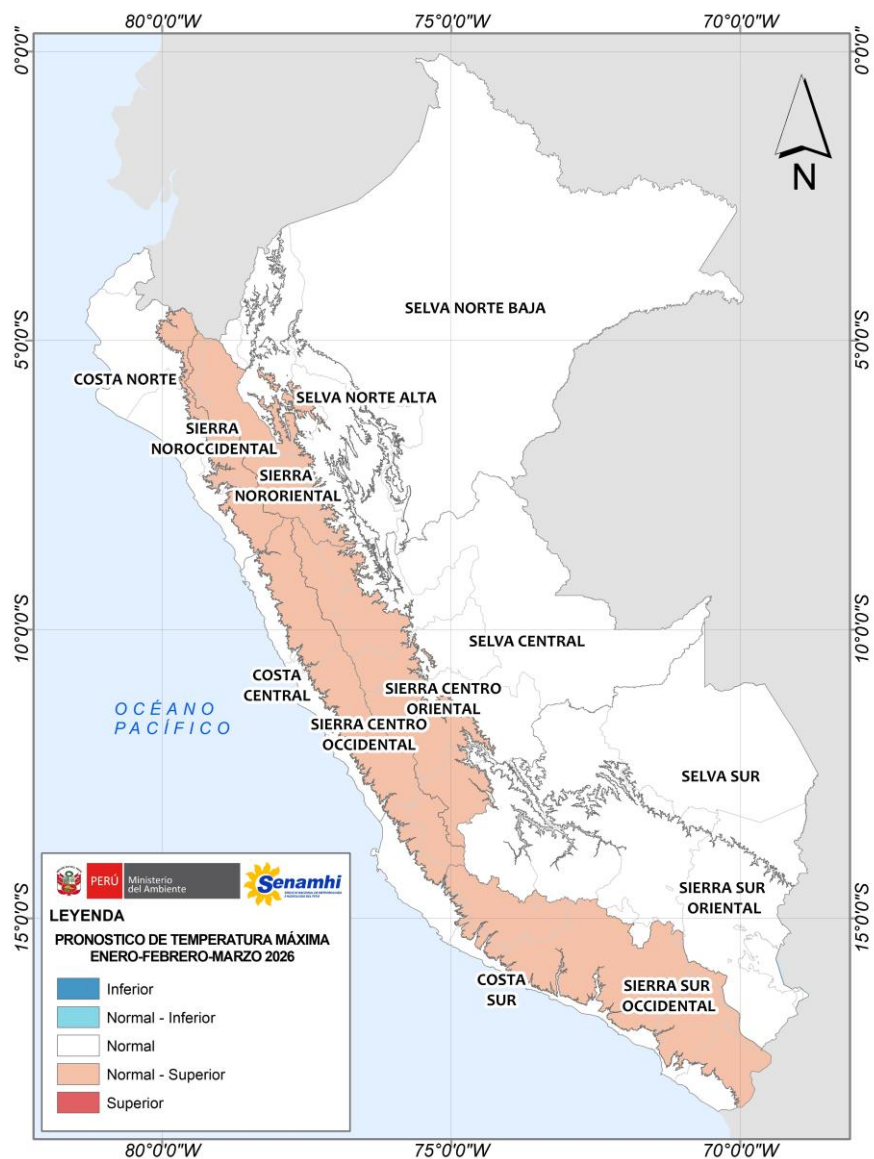 80°0'0"W
75°0'0"W
70°0'0"W
0°0'0"
0°0'0"
N
SELVA NORTE BAJA
5°0'0"S
5°0'0"S
COSTA NORTE
SELVA NORTE ALTA
SIERRA
NOROCCIDENTAL
SIERRA
NORORIENTAL
10°0'0"S
10°0'0"S
SELVA CENTRAL
COSTA
CENTRAL
SIERRA CENTRO
ORIENTAL
OCÉANO
PACÍFICO
SIERRA CENTRO
OCCIDENTAL
SELVA SUR
SIERRA SUR
ORIENTAL
15°0'0"S
15°0'0"S
COSTA
SUR
SIERRA SUR
OCCIDENTAL
PERÚ
Ministerio
del Ambiente
Senamhi
LEYENDA
PRONOSTICO DE TEMPERATURA MÁXIMA
ENERO-FEBRERO-MARZO 2026
Inferior
Normal - Inferior
Normal
Normal - Superior
Superior
80°0'0"W
75°0'0"W
70°0'0"W